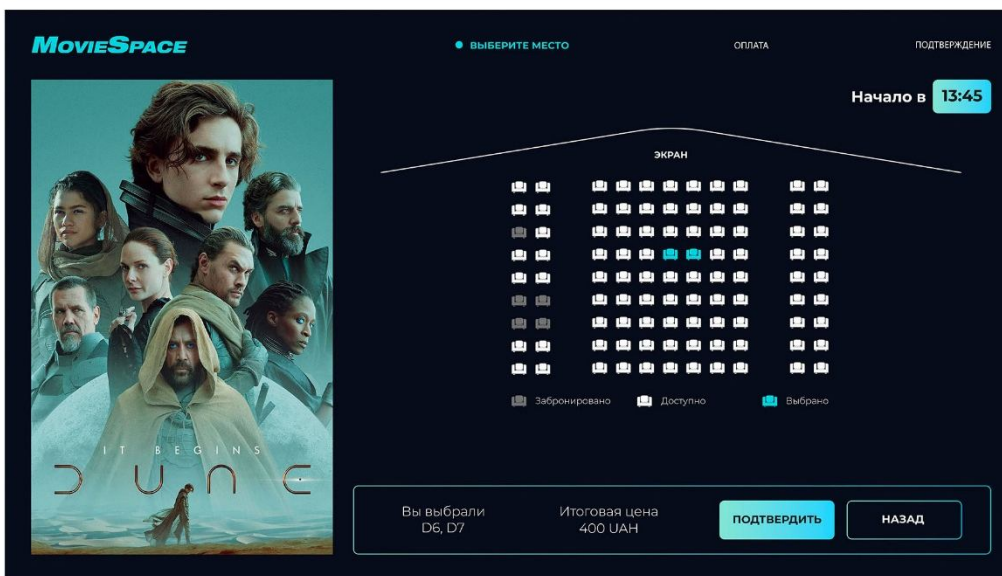 MOVIESPACE
ВЫБЕРИТЕ МЕСТО
ОПЛАТА
ПОДТВЕРЖДЕНИЕ
Начало в 13:45
ЭКРАН
Забронировано
Доступно
Выбрано
IT BEGINS
DUNE
Вы выбрали
D6, D7
Итоговая цена
400 UAH
ПОДТВЕРДИТЬ
НАЗАД